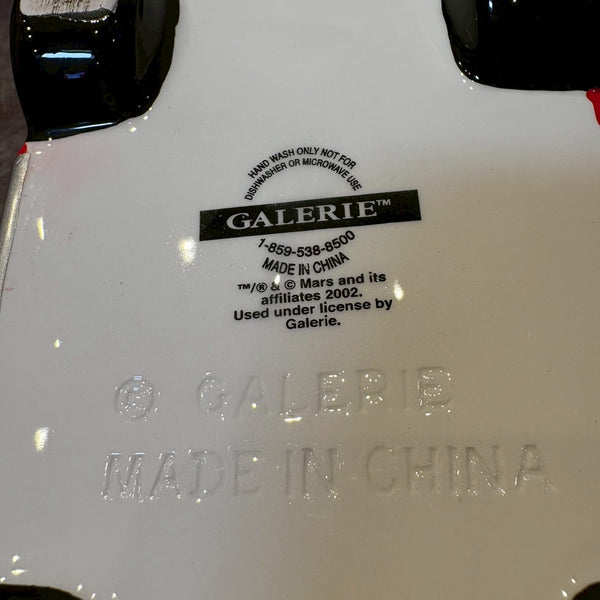 HAND WASH ONLY NOT FOR
DISHWASHER OR MICROWAVE USE
GALERIE™
1-859-538-8500
MADE IN CHINA
™/® & © Mars and its
affiliates 2002.
Used under license by
Galerie.
© GALERIE
MADE IN CHINA